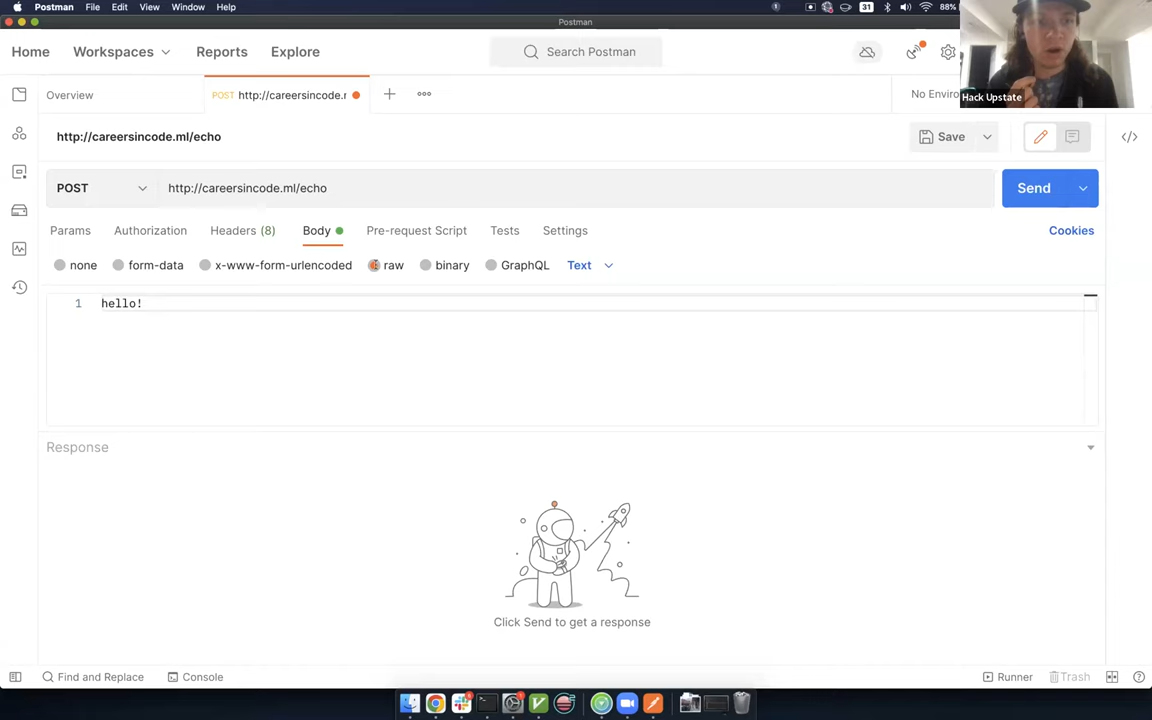 Postman File Edit View Window Help 31 88%
Postman
Home Workspaces Reports Explore Search Postman
Overview POST http://careersincode.r No Enviro
Hack Upstate
http://careersincode.ml/echo Save
POST http://careersincode.ml/echo Send
Params Authorization Headers (8) Body Pre-request Script Tests Settings Cookies
none form-data x-www-form-urlencoded raw binary GraphQL Text
1 hello!
Response
Click Send to get a response
Find and Replace Console Runner Trash